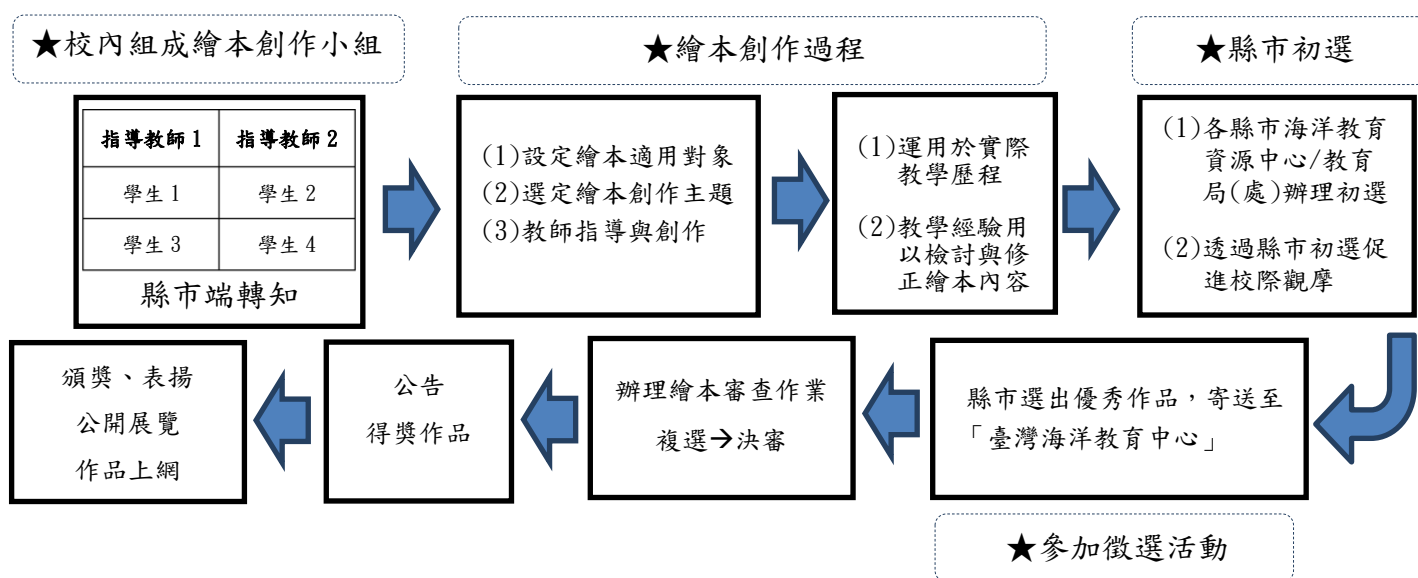 ★校內組成繪本創作小組
指導教師 1 指導教師 2
學生 1 學生 2
學生 3 學生 4
縣市端轉知
★繪本創作過程
(1)設定繪本適用對象
(2)選定繪本創作主題
(3)教師指導與創作
(1)運用於實際
教學歷程
(2)教學經驗用
以檢討與修
正繪本內容
★縣市初選
(1)各縣市海洋教育
資源中心/教育
局(處)辦理初選
(2)透過縣市初選促
進校際觀摩
縣市選出優秀作品，寄送至
「臺灣海洋教育中心」
★參加徵選活動
辦理繪本審查作業
複選→決審
公告
得獎作品
頒獎、表揚
公開展覽
作品上網